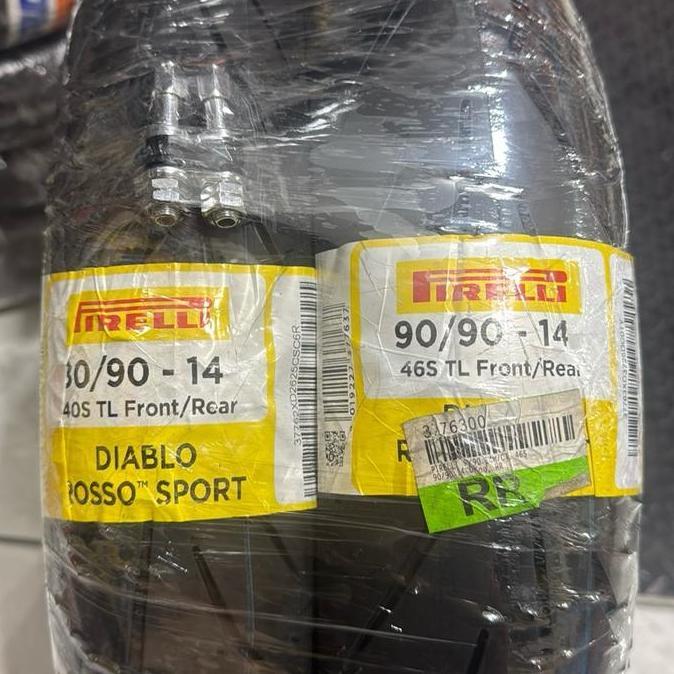 PIRELLI
80/90 - 14
40S TL Front/Rear
DIABLO
ROSSO™ SPORT
PIRELLI
90/90 - 14
46S TL Front/Rear
3176300
RR